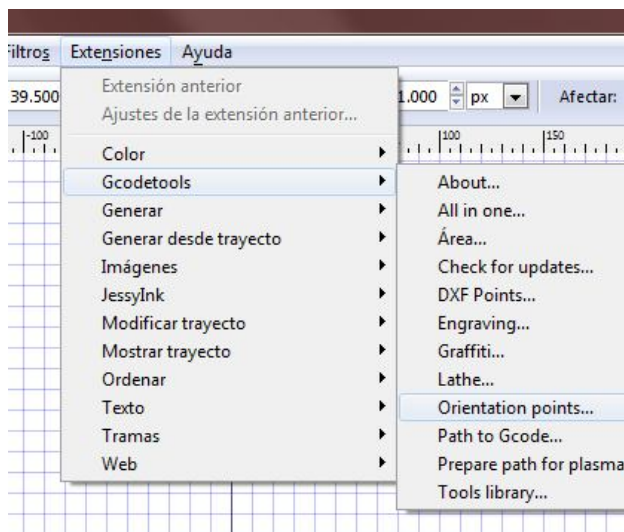 Filtros Extensiones Ayuda
39.500 1.000 px Afectar:
-100 100 150
Extensión anterior
Ajustes de la extensión anterior...
Color
Gcodetools
Generar
Generar desde trayecto
Imágenes
JessyInk
Modificar trayecto
Mostrar trayecto
Ordenar
Texto
Tramas
Web
About...
All in one...
Área...
Check for updates...
DXF Points...
Engraving...
Graffiti...
Lathe...
Orientation points...
Path to Gcode...
Prepare path for plasma
Tools library...